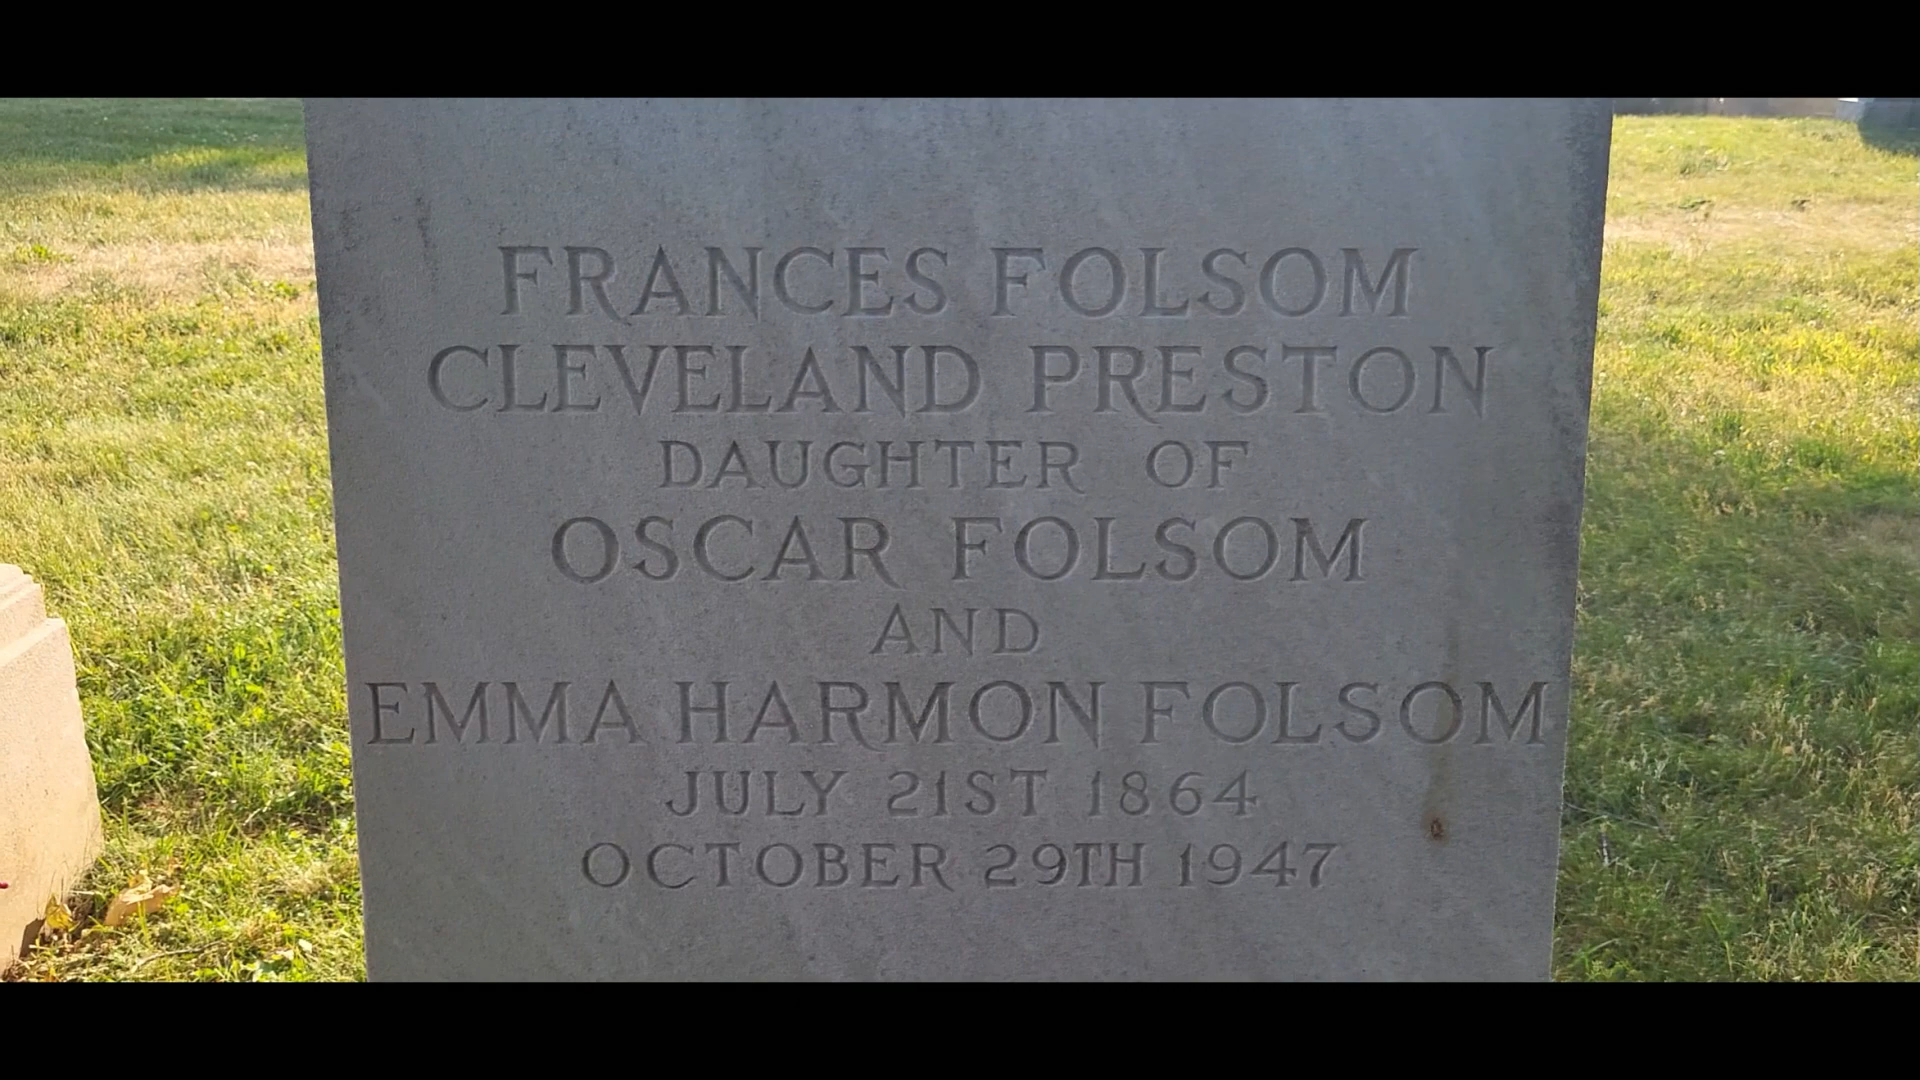 FRANCES FOLSOM
CLEVELAND PRESTON
DAUGHTER OF
OSCAR FOLSOM
AND
EMMA HARMON FOLSOM
JULY 21ST 1864
OCTOBER 29TH 1947